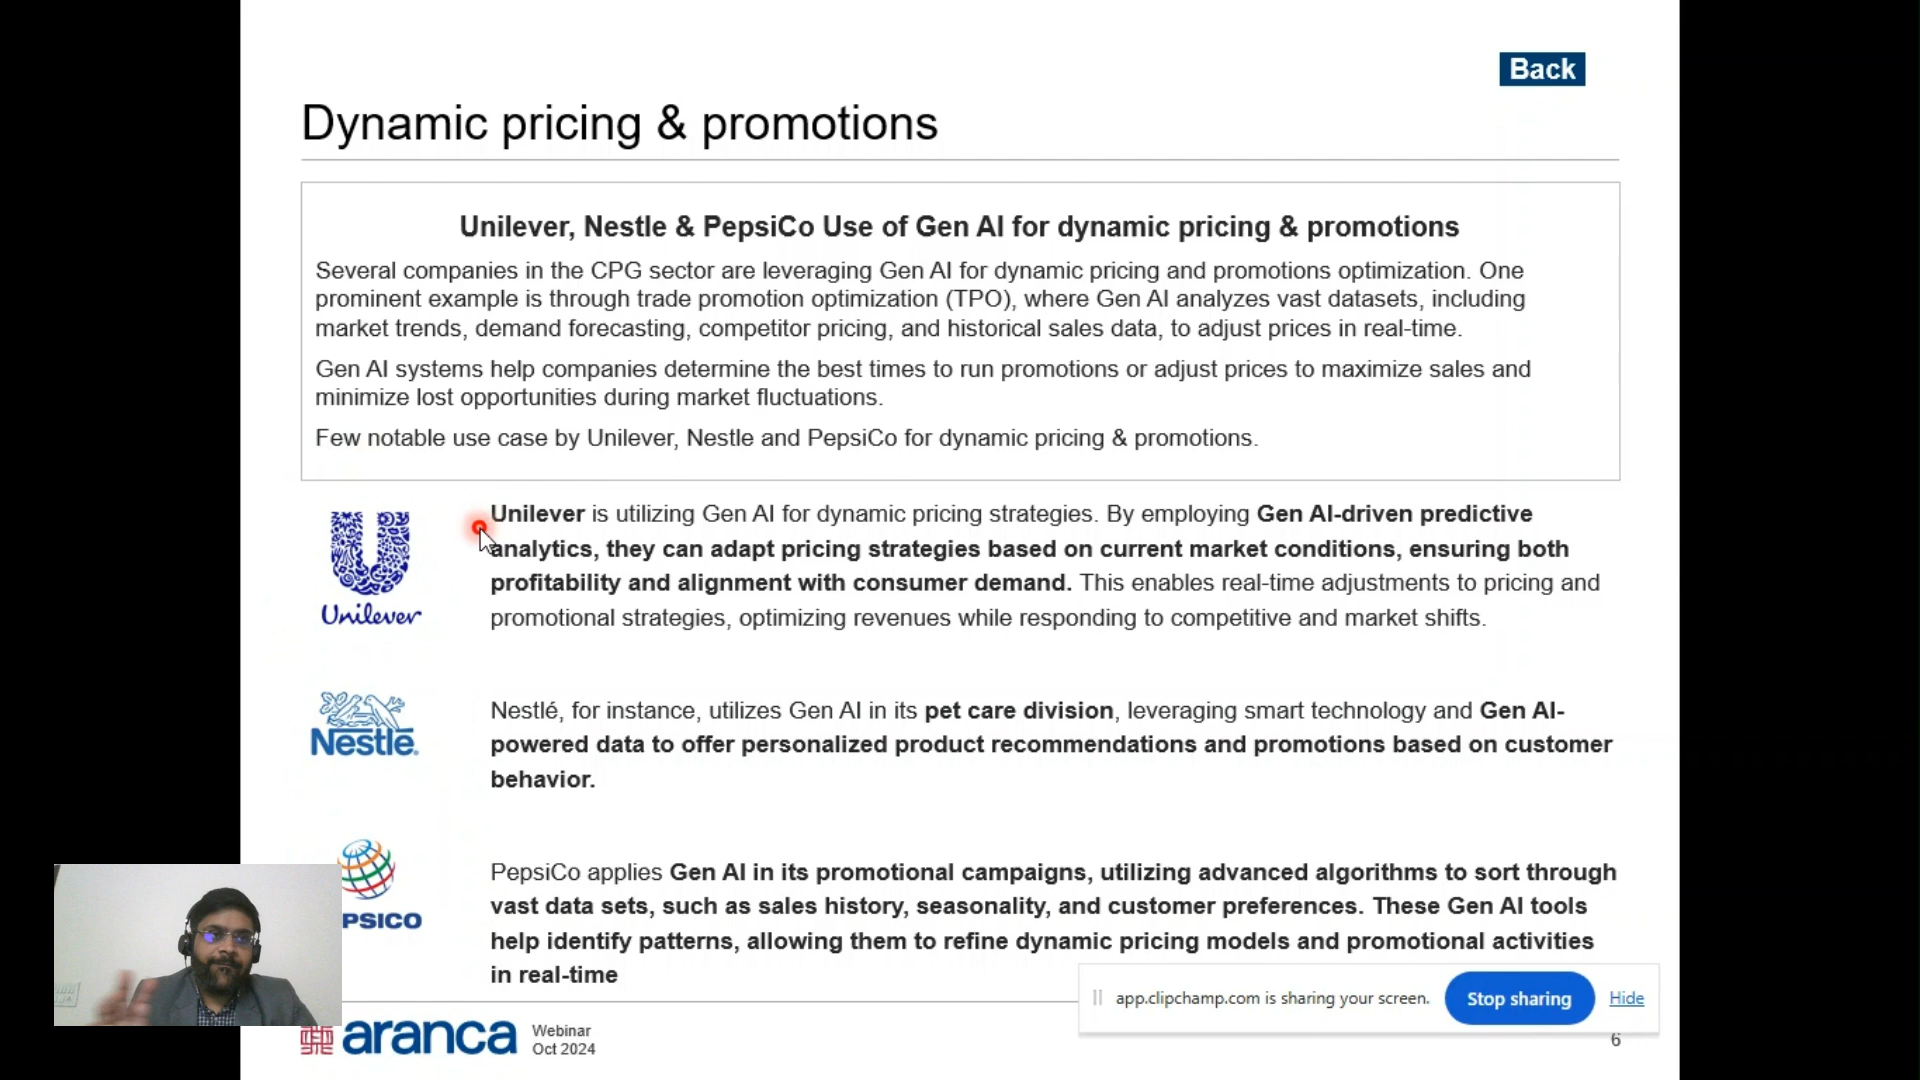 Back
Dynamic pricing & promotions
Unilever, Nestle & PepsiCo Use of Gen AI for dynamic pricing & promotions
Several companies in the CPG sector are leveraging Gen AI for dynamic pricing and promotions optimization. One
prominent example is through trade promotion optimization (TPO), where Gen AI analyzes vast datasets, including
market trends, demand forecasting, competitor pricing, and historical sales data, to adjust prices in real-time.
Gen AI systems help companies determine the best times to run promotions or adjust prices to maximize sales and
minimize lost opportunities during market fluctuations.
Few notable use case by Unilever, Nestle and PepsiCo for dynamic pricing & promotions.
Unilever
Unilever is utilizing Gen AI for dynamic pricing strategies. By employing Gen AI-driven predictive
analytics, they can adapt pricing strategies based on current market conditions, ensuring both
profitability and alignment with consumer demand. This enables real-time adjustments to pricing and
promotional strategies, optimizing revenues while responding to competitive and market shifts.
Nestlé
Nestlé, for instance, utilizes Gen AI in its pet care division, leveraging smart technology and Gen AI-
powered data to offer personalized product recommendations and promotions based on customer
behavior.
PSICO
PepsiCo applies Gen AI in its promotional campaigns, utilizing advanced algorithms to sort through
vast data sets, such as sales history, seasonality, and customer preferences. These Gen AI tools
help identify patterns, allowing them to refine dynamic pricing models and promotional activities
in real-time
app.clipchamp.com is sharing your screen.
Stop sharing
Hide
aranca
Webinar
Oct 2024
6